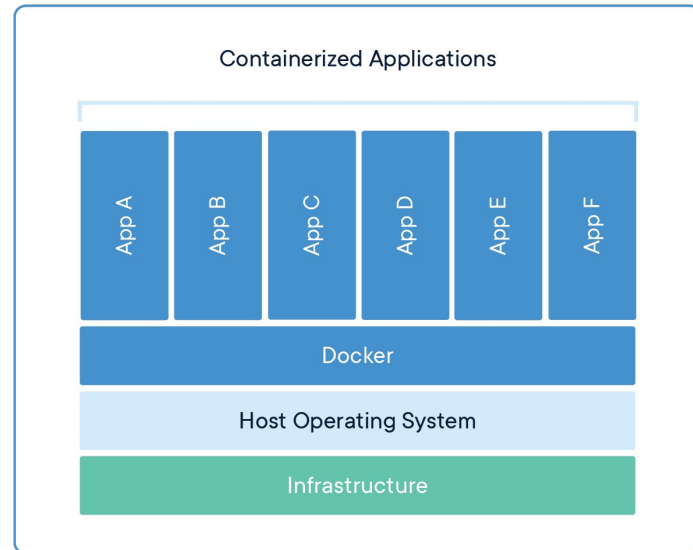 Containerized Applications
App A
App B
App C
App D
App E
App F
Docker
Host Operating System
Infrastructure